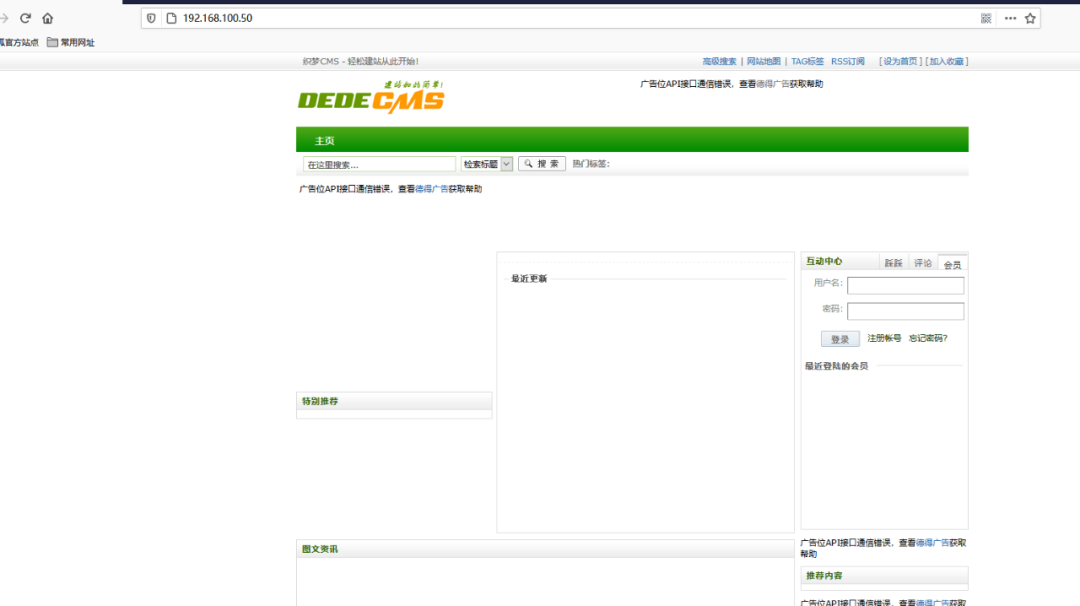 192.168.100.50
狐官方站点 常用网址
织梦CMS - 轻松建站从此开始！ 高级搜索 | 网站地图 | TAG标签 RSS订阅 [设为首页] [加入收藏]
建站如此简单!
DEDECMS
广告位API接口通信错误，查看德得广告获取帮助
主页
在这里搜索... 检索标题 搜索 热门标签:
广告位API接口通信错误，查看德得广告获取帮助
最近更新
互动中心 踩踩 评论 会员
用户名：
密码：
登录 注册帐号 忘记密码?
最近登陆的会员
特别推荐
图文资讯
广告位API接口通信错误，查看德得广告获取
帮助
推荐内容
广告位API接口通信错误，查看德得广告获取